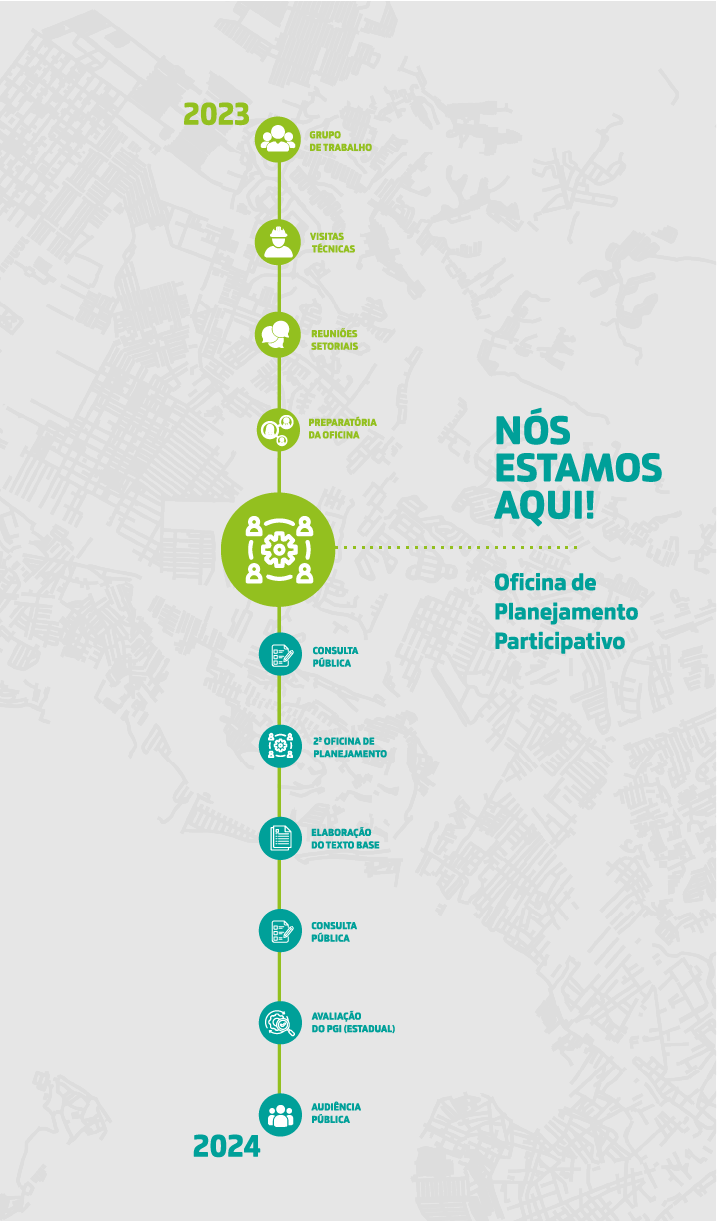 2023
GRUPO
DE TRABALHO
VISITAS
TÉCNICAS
REUNIÕES
SETORIAIS
PREPARATÓRIA
DA OFICINA
NÓS
ESTAMOS
AQUI!
Oficina de
Planejamento
Participativo
CONSULTA
PÚBLICA
2ª OFICINA DE
PLANEJAMENTO
ELABORAÇÃO
DO TEXTO BASE
CONSULTA
PÚBLICA
AVALIAÇÃO
DO PGI (ESTADUAL)
AUDIÊNCIA
PÚBLICA
2024